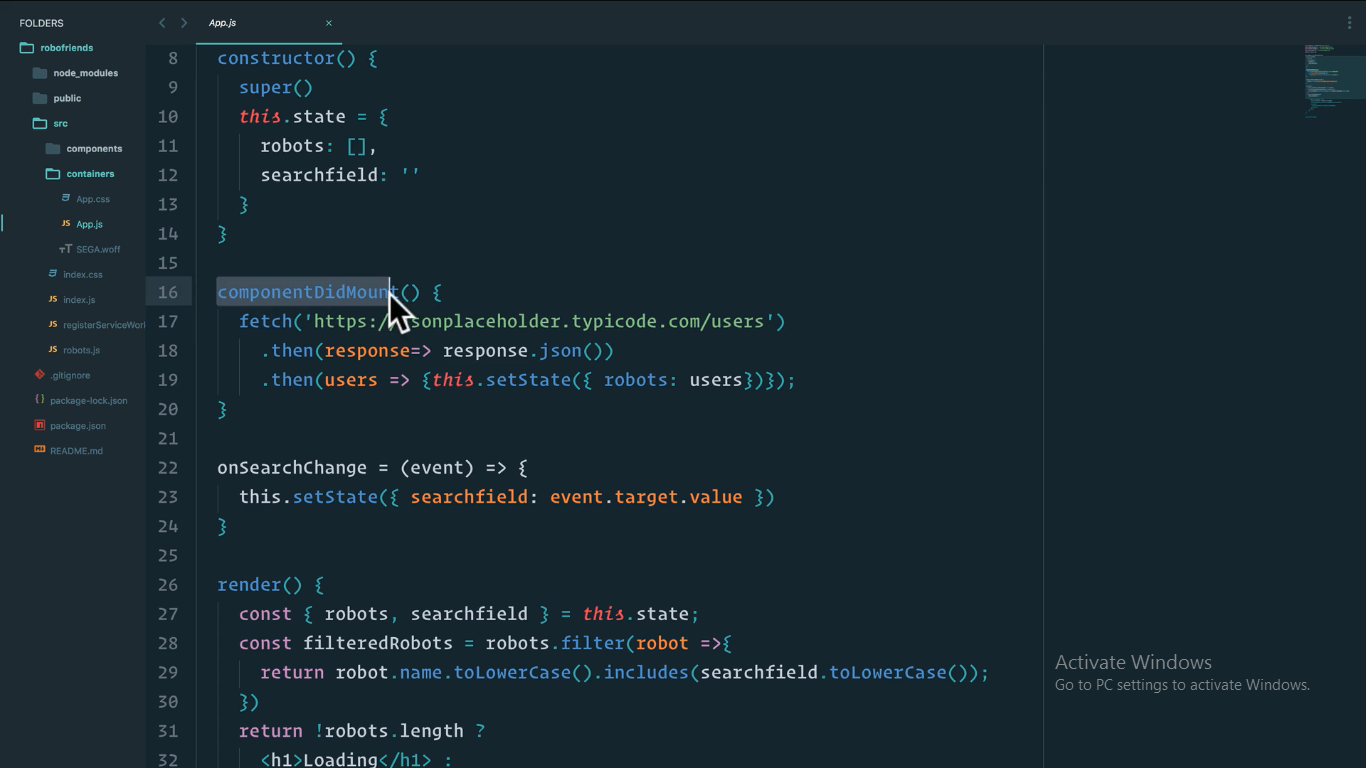 FOLDERS
robofriends
node_modules
public
src
components
containers
App.css
JS App.js
SEGA.woff
index.css
JS index.js
JS registerServiceWor
JS robots.js
.gitignore
{} package-lock.json
package.json
README.md
App.js ×
8 constructor() {
9 super()
10 this.state = {
11 robots: [],
12 searchfield: ''
13 }
14 }
15
16 componentDidMount() {
17 fetch('https://jsonplaceholder.typicode.com/users')
18 .then(response=> response.json())
19 .then(users => {this.setState({ robots: users})});
20 }
21
22 onSearchChange = (event) => {
23 this.setState({ searchfield: event.target.value })
24 }
25
26 render() {
27 const { robots, searchfield } = this.state;
28 const filteredRobots = robots.filter(robot =>{
29 return robot.name.toLowerCase().includes(searchfield.toLowerCase());
30 })
31 return !robots.length ?
32 <h1>Loading</h1> :
Activate Windows
Go to PC settings to activate Windows.